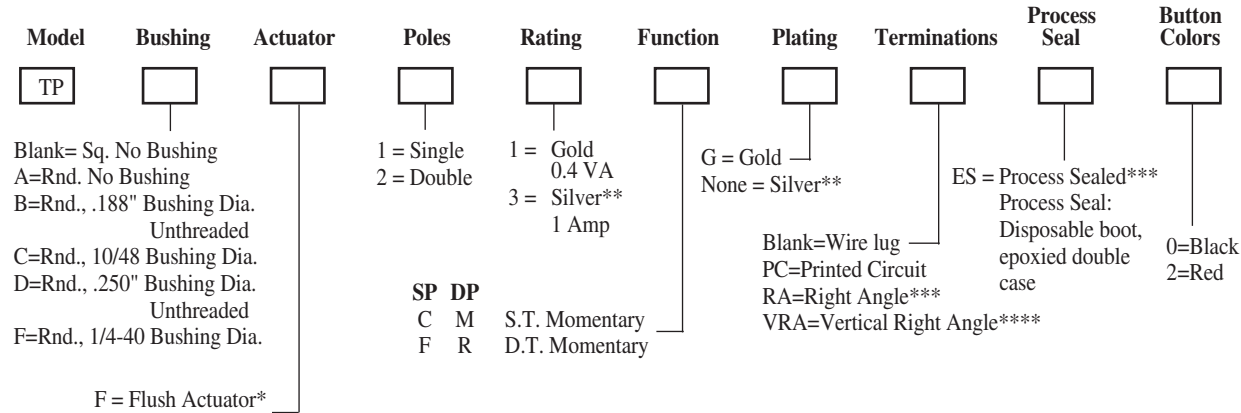 Process Button
Model Bushing Actuator Poles Rating Function Plating Terminations Seal Colors
TP
Blank= Sq. No Bushing
A=Rnd. No Bushing
B=Rnd., .188" Bushing Dia.
Unthreaded
C=Rnd., 10/48 Bushing Dia.
D=Rnd., .250" Bushing Dia.
Unthreaded
F=Rnd., 1/4-40 Bushing Dia.
F = Flush Actuator*
1 = Single
2 = Double
1 = Gold
0.4 VA
3 = Silver**
1 Amp
SP DP
C M S.T. Momentary
F R D.T. Momentary
G = Gold
None = Silver**
Blank=Wire lug
PC=Printed Circuit
RA=Right Angle***
VRA=Vertical Right Angle****
ES = Process Sealed***
Process Seal:
Disposable boot,
epoxied double
case
0=Black
2=Red